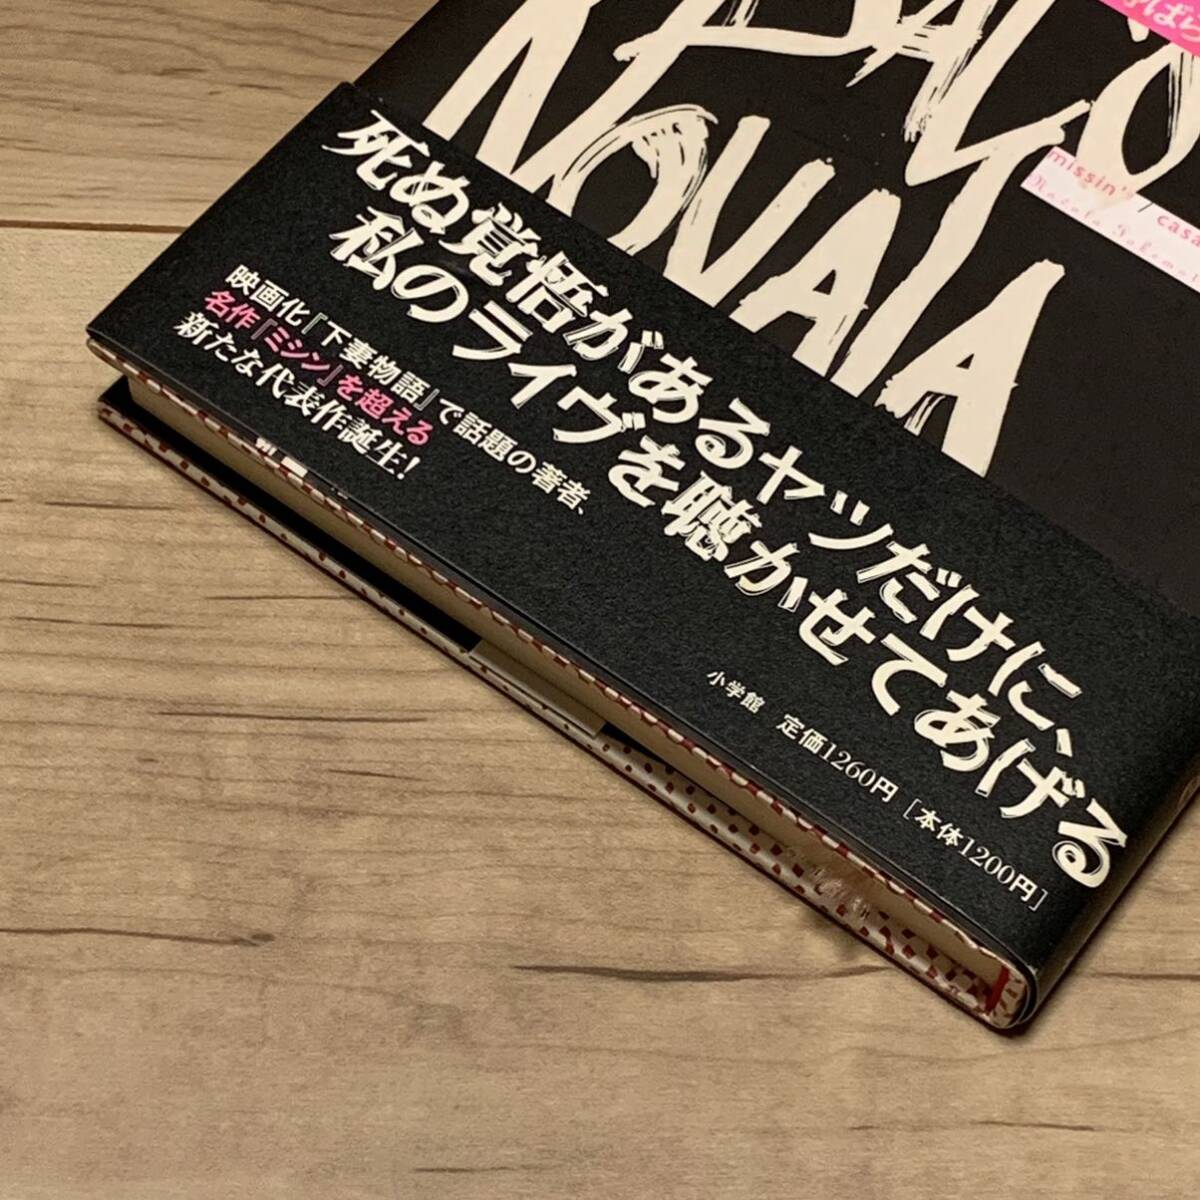 NOVALA
missin' / casa
死ぬ覚悟があるヤツだけに、
私のライヴを聴かせてあげる
映画化『下妻物語』で話題の著者、
名作『ミシン』を超える
新たな代表作誕生!
小学館 定価1260円［本体1200円］